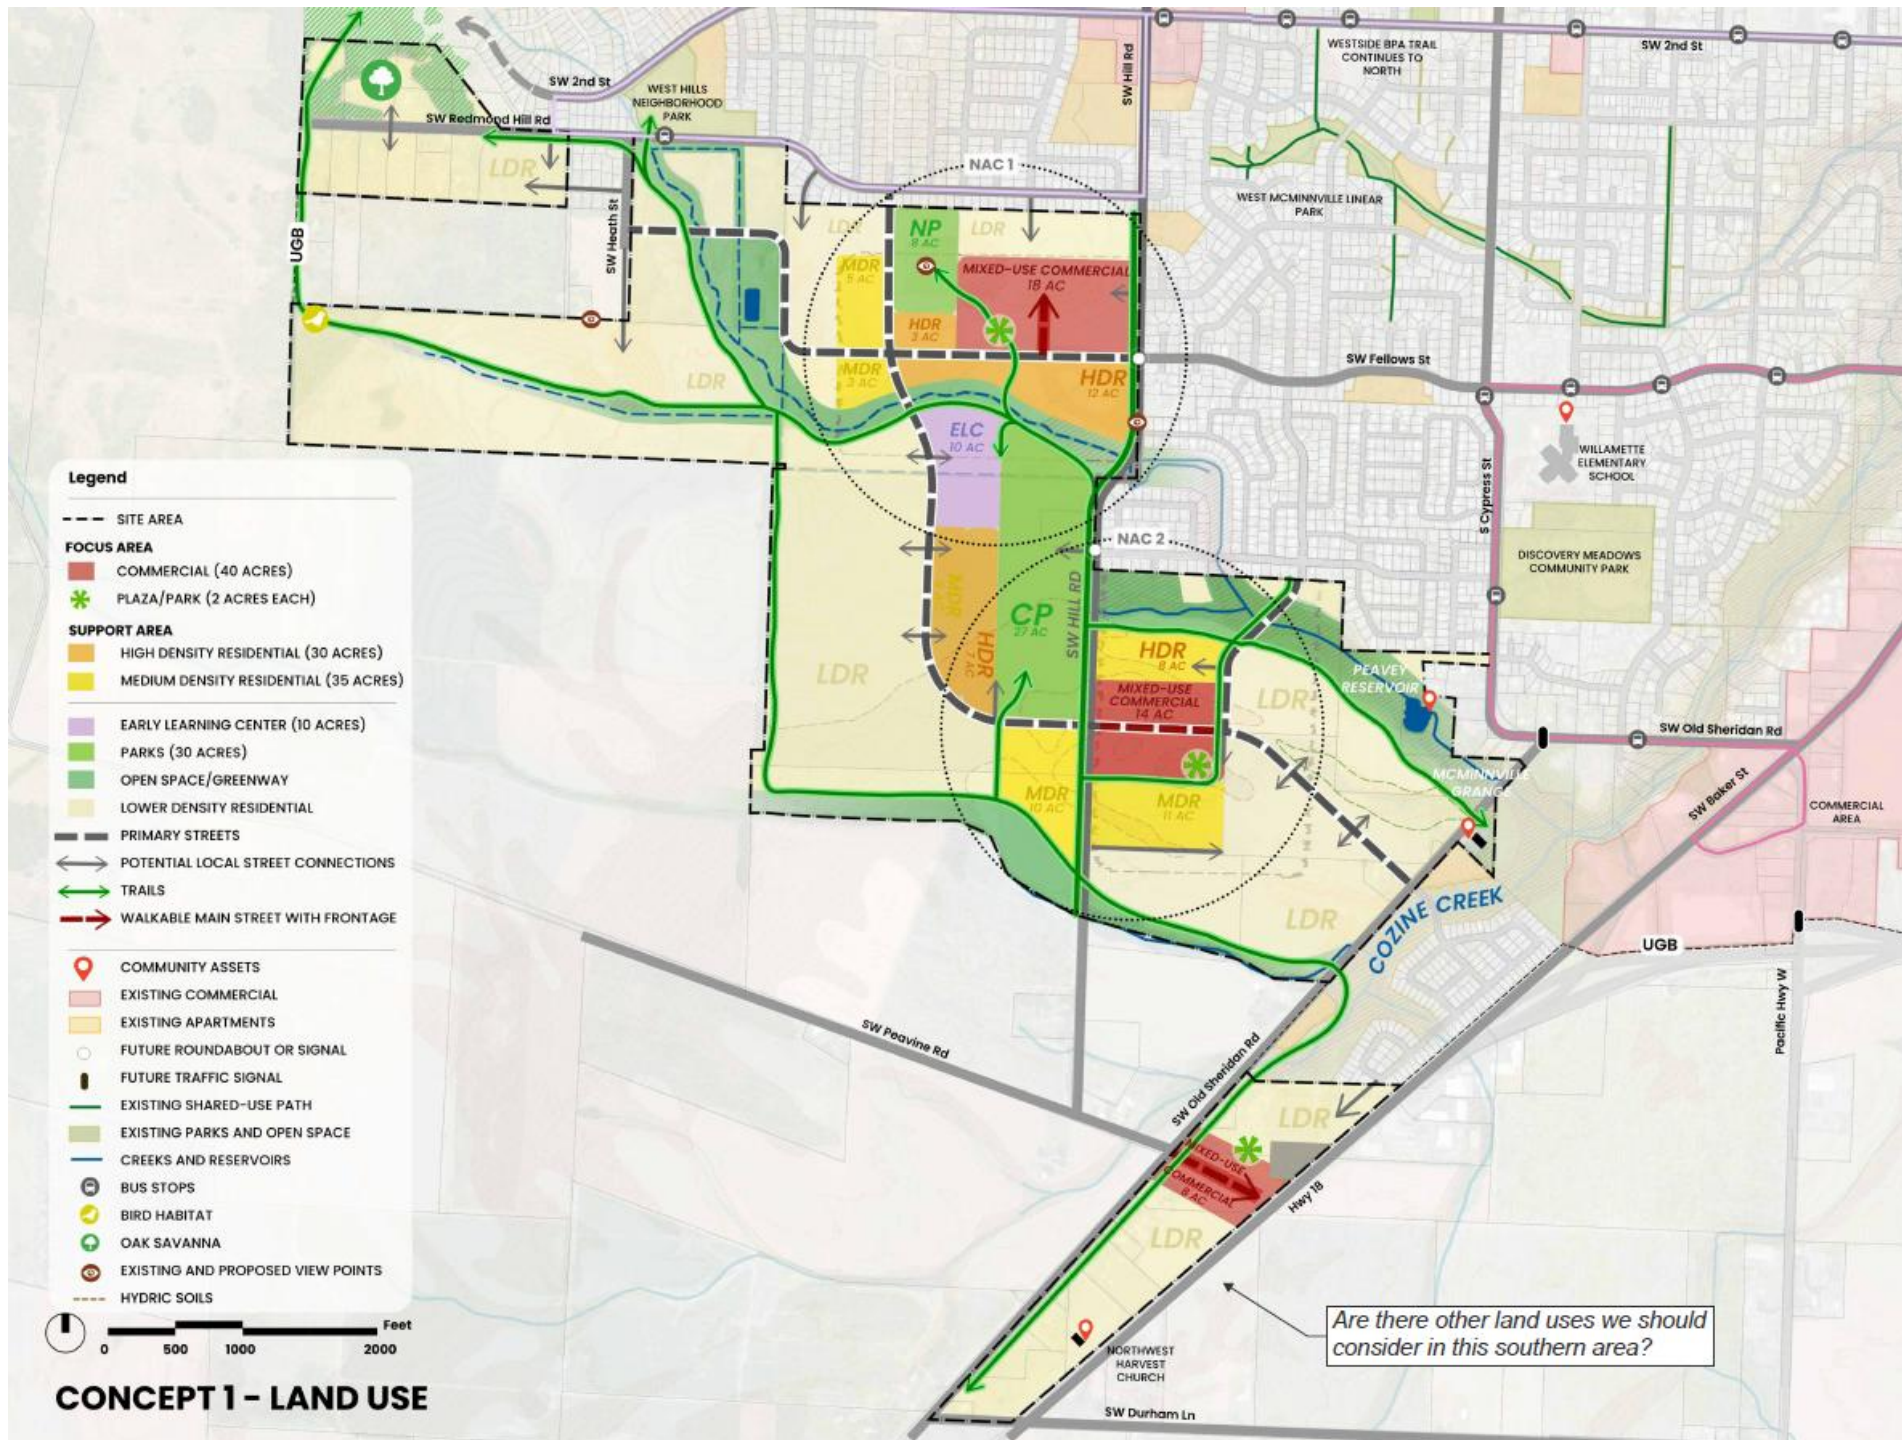 SW 2nd St
WEST HILLS
NEIGHBORHOOD
PARK
SW Hill Rd
WESTSIDE BPA TRAIL
CONTINUES TO
NORTH
SW 2nd St
SW Redmond Hill Rd
LDR
NAC 1
WEST MCMINNVILLE LINEAR
PARK
UGB
SW Heath St
LDR
NP
8 AC
LDR
MDR
5 AC
MIXED-USE COMMERCIAL
18 AC
HDR
3 AC
SW Fellows St
LDR
MDR
3 AC
HDR
12 AC
ELC
10 AC
WILLAMETTE
ELEMENTARY
SCHOOL
S Cypress St
NAC 2
DISCOVERY MEADOWS
COMMUNITY PARK
MDR
CP
27 AC
SW HILL RD
HDR
7 AC
LDR
HDR
8 AC
MIXED-USE
COMMERCIAL
14 AC
LDR
PEAVEY
RESERVOIR
SW Old Sheridan Rd
MCMINNVILLE
GRANGE
SW Baker St
COMMERCIAL
AREA
MDR
10 AC
MDR
11 AC
LDR
COZINE CREEK
UGB
Pacific Hwy W
SW Peavine Rd
SW Old Sheridan Rd
LDR
MIXED-USE
COMMERCIAL
8 AC
Hwy 18
LDR
Are there other land uses we should
consider in this southern area?
NORTHWEST
HARVEST
CHURCH
SW Durham Ln
Legend
SITE AREA
FOCUS AREA
COMMERCIAL (40 ACRES)
PLAZA/PARK (2 ACRES EACH)
SUPPORT AREA
HIGH DENSITY RESIDENTIAL (30 ACRES)
MEDIUM DENSITY RESIDENTIAL (35 ACRES)
EARLY LEARNING CENTER (10 ACRES)
PARKS (30 ACRES)
OPEN SPACE/GREENWAY
LOWER DENSITY RESIDENTIAL
PRIMARY STREETS
POTENTIAL LOCAL STREET CONNECTIONS
TRAILS
WALKABLE MAIN STREET WITH FRONTAGE
COMMUNITY ASSETS
EXISTING COMMERCIAL
EXISTING APARTMENTS
FUTURE ROUNDABOUT OR SIGNAL
FUTURE TRAFFIC SIGNAL
EXISTING SHARED-USE PATH
EXISTING PARKS AND OPEN SPACE
CREEKS AND RESERVOIRS
BUS STOPS
BIRD HABITAT
OAK SAVANNA
EXISTING AND PROPOSED VIEW POINTS
HYDRIC SOILS
Feet
0 500 1000 2000
CONCEPT 1 - LAND USE